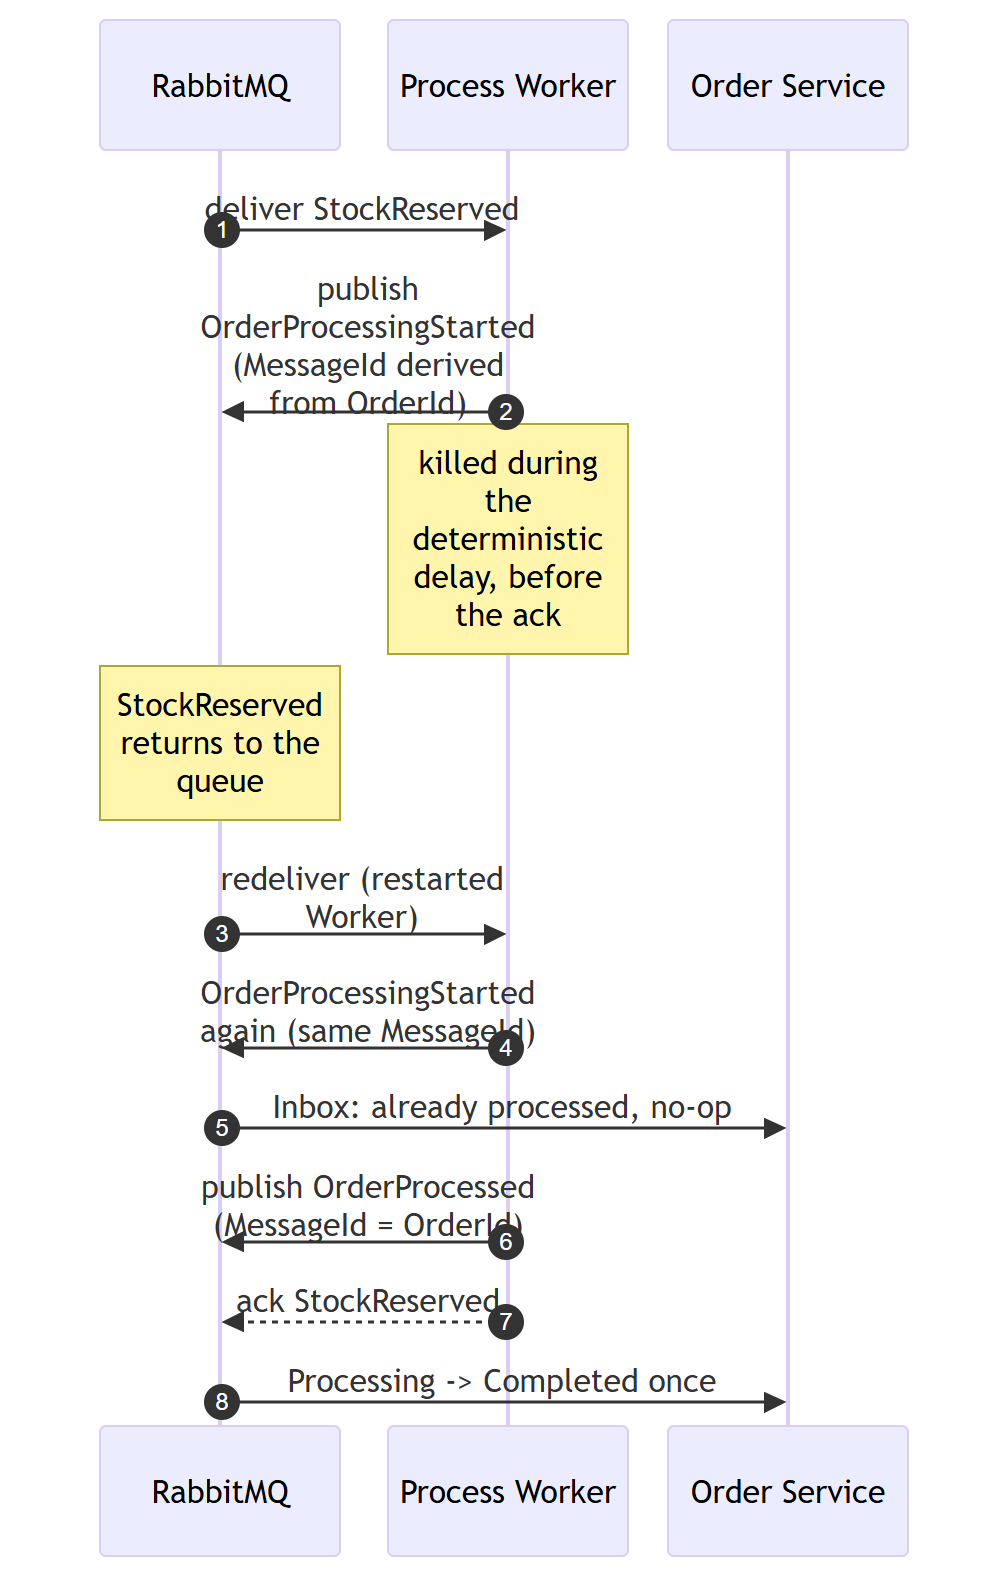 RabbitMQ
Process Worker
Order Service
deliver StockReserved
1
publish
OrderProcessingStarted
(MessageId derived
from OrderId)
2
killed during
the
deterministic
delay, before
the ack
StockReserved
returns to the
queue
redeliver (restarted
Worker)
3
OrderProcessingStarted
again (same MessageId)
4
Inbox: already processed, no-op
5
publish OrderProcessed
(MessageId = OrderId)
6
ack StockReserved
7
Processing -> Completed once
8
RabbitMQ
Process Worker
Order Service